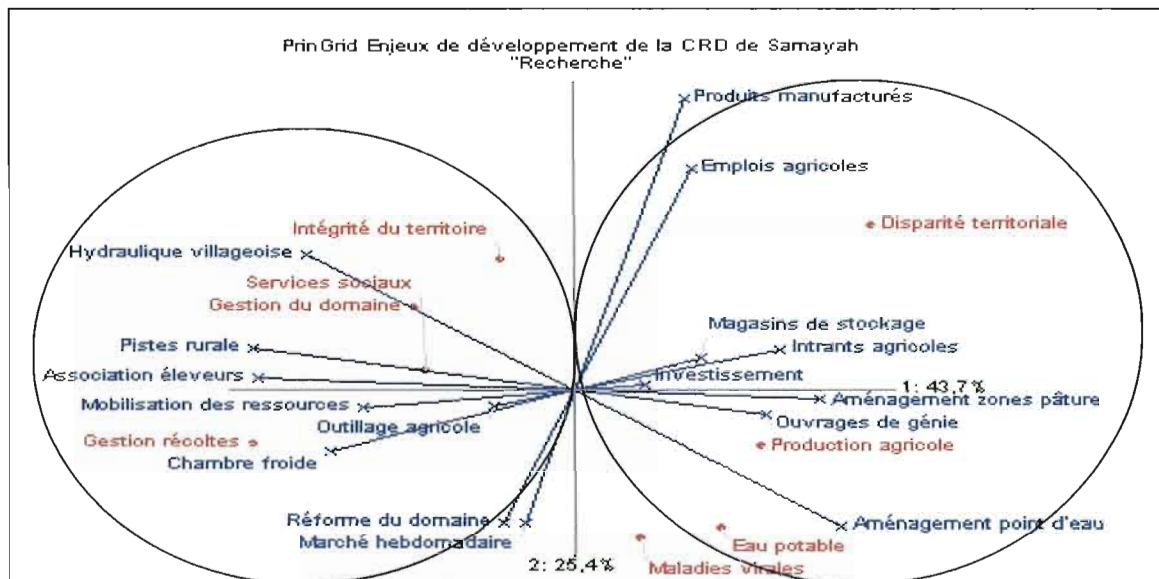 PrinGrid Enjeux de développement de la CRD de Samayah
"Recherche"
Produits manufacturés
Emplois agricoles
Disparité territoriale
Intégrité du territoire
Hydraulique villageoise
Services sociaux
Gestion du domaine
Magasins de stockage
Pistes rurale
Intrants agricoles
Association éleveurs
Investissement
1: 43,7%
Mobilisation des ressources
Aménagement zones pâture
Outillage agricole
Ouvrages de génie
Gestion récoltes
Production agricole
Chambre froide
Réforme du domaine
Aménagement point d'eau
Marché hebdomadaire
Eau potable
2: 25,4%
Maladies virales